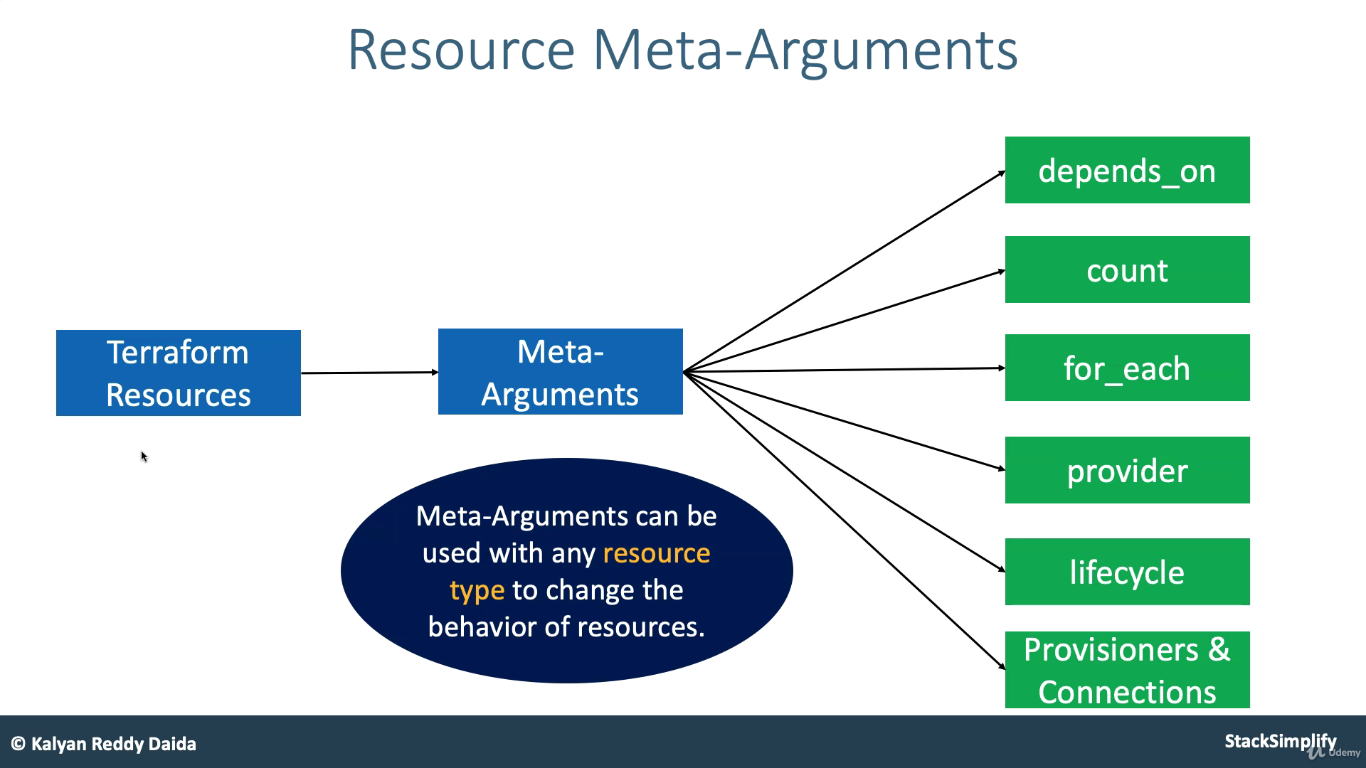 Resource Meta-Arguments
depends_on
count
for_each
provider
lifecycle
Provisioners &
Connections
Terraform
Resources
Meta-
Arguments
Meta-Arguments can be
used with any resource
type to change the
behavior of resources.
© Kalyan Reddy Daida
StackSimplify
Udemy